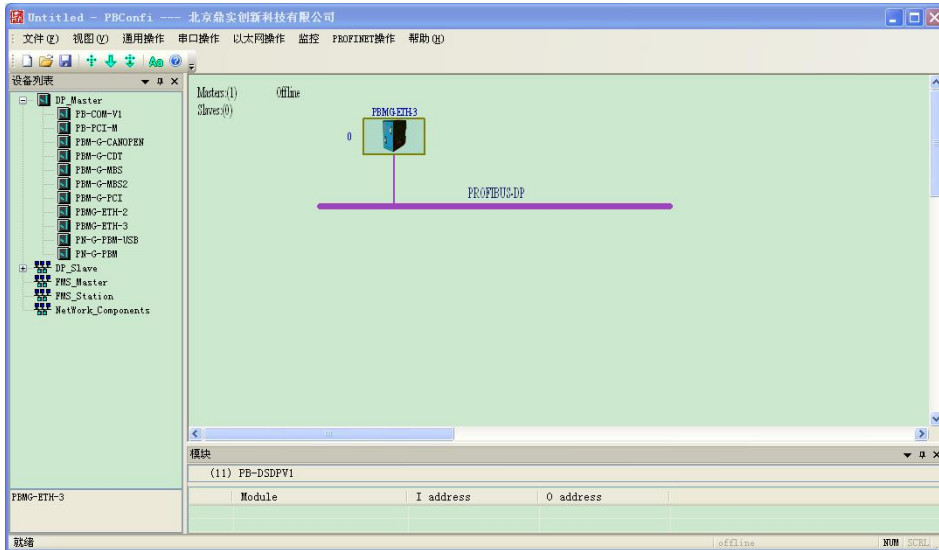 Untitled - PBConfi --- 北京鼎实创新科技有限公司
文件(F) 视图(V) 通用操作 串口操作 以太网操作 监控 PROFINET操作 帮助(H)
设备列表
DP_Master
PB-COM-V1
PB-PCI-M
PBM-G-CANOPEN
PBM-G-CDT
PBM-G-MBS
PBM-G-MBS2
PBM-G-PCI
PBMG-ETH-2
PBMG-ETH-3
PN-G-PBM-USB
PN-G-PBM
DP_Slave
FMS_Master
FMS_Station
NetWork_Components
PBMG-ETH-3
Masters:(1) Offline
Slaves:(0)
PBMG-ETH-3
0
PROFIBUS-DP
模块
(11) PB-DSDPV1
Module I address O address
就绪 offline NUM SCRL